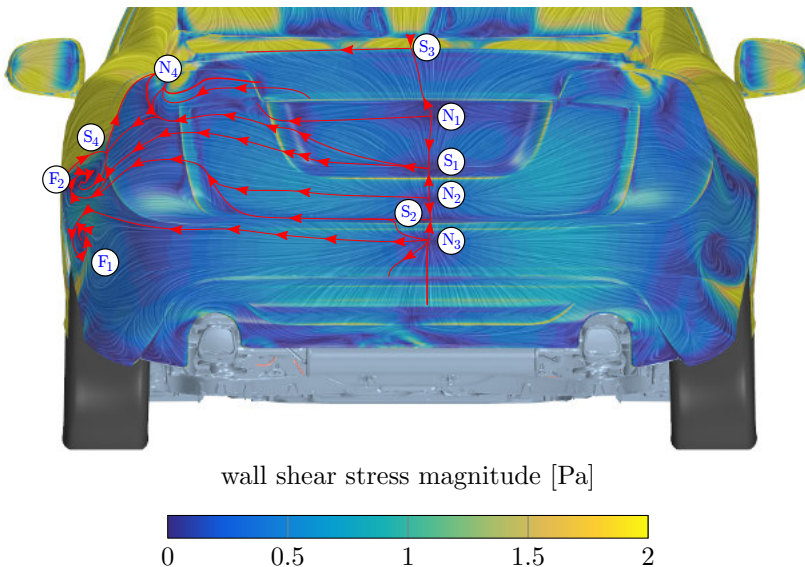 S3
N4
N1
S4
S1
F2
N2
S2
N3
F1
wall shear stress magnitude [Pa]
0 0.5 1 1.5 2